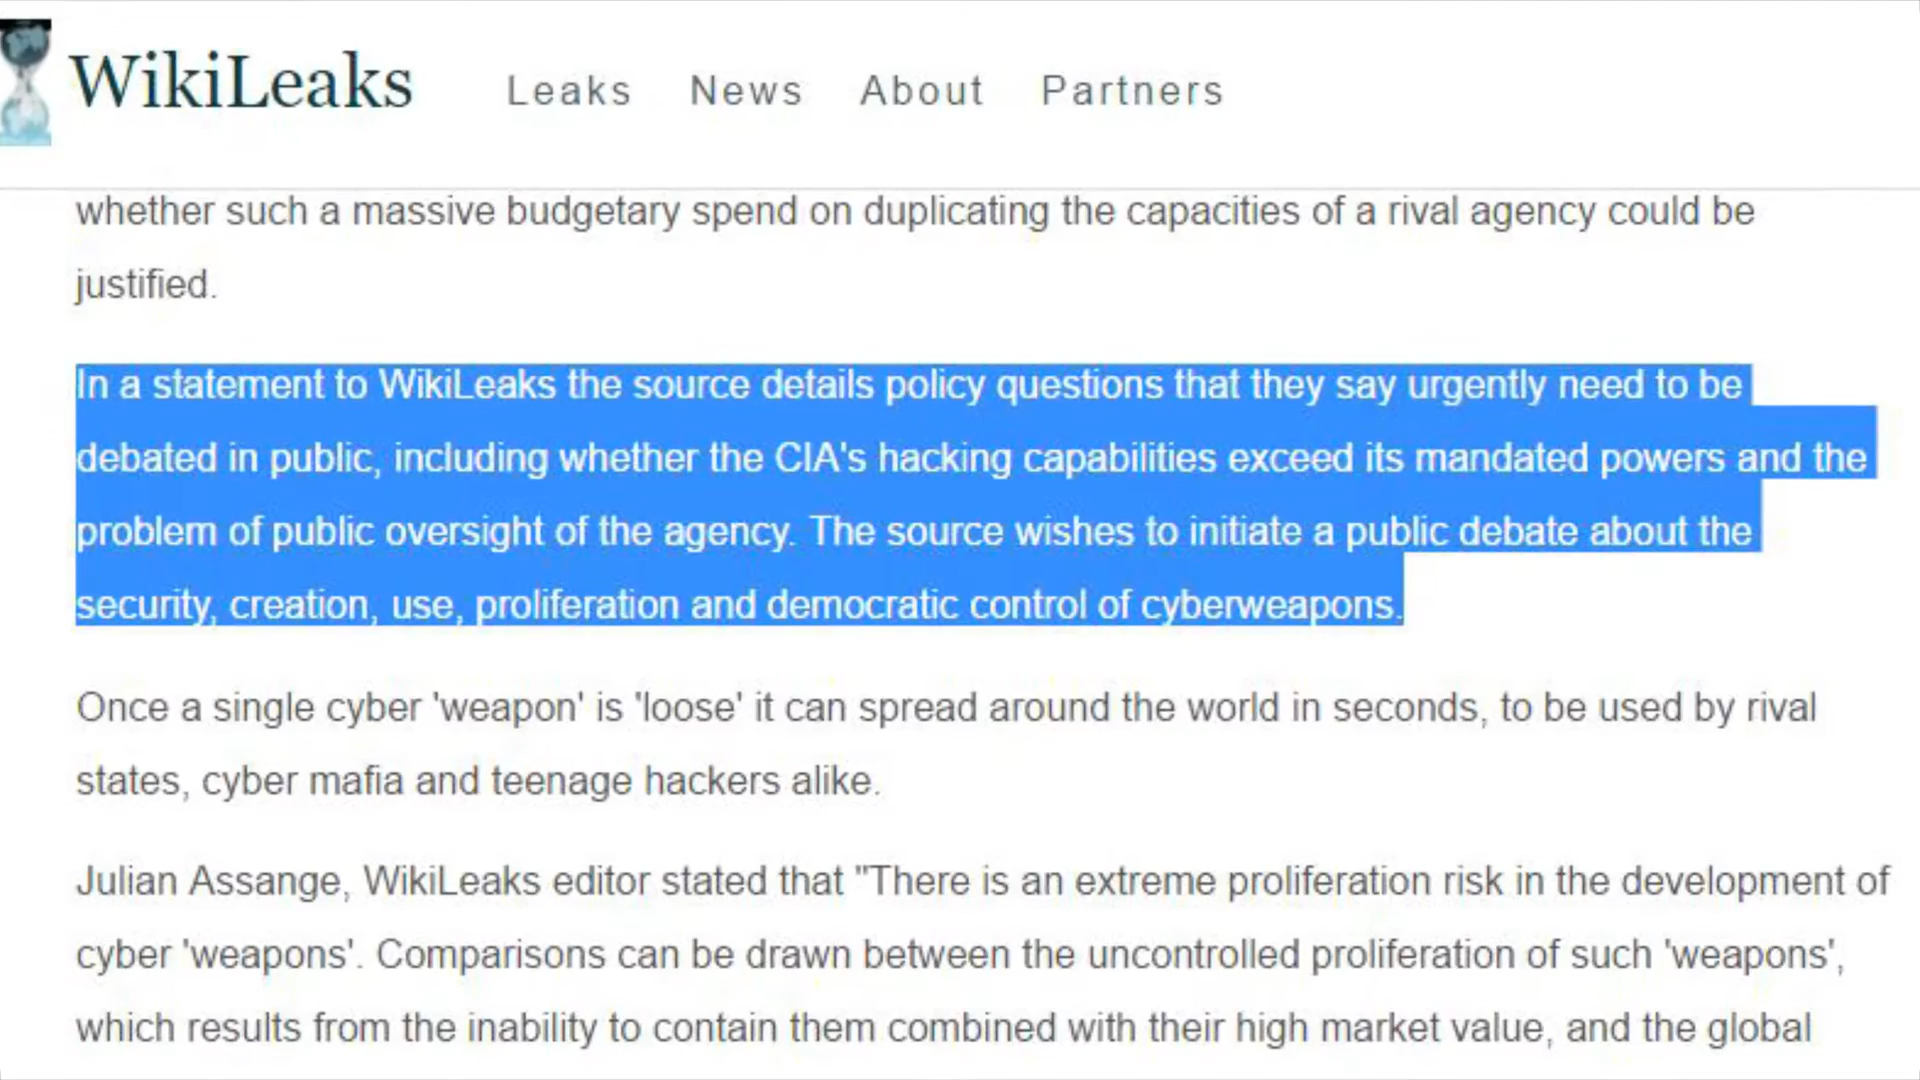 WikiLeaks Leaks News About Partners
whether such a massive budgetary spend on duplicating the capacities of a rival agency could be
justified.
In a statement to WikiLeaks the source details policy questions that they say urgently need to be
debated in public, including whether the CIA's hacking capabilities exceed its mandated powers and the
problem of public oversight of the agency. The source wishes to initiate a public debate about the
security, creation, use, proliferation and democratic control of cyberweapons.
Once a single cyber 'weapon' is 'loose' it can spread around the world in seconds, to be used by rival
states, cyber mafia and teenage hackers alike.
Julian Assange, WikiLeaks editor stated that "There is an extreme proliferation risk in the development of
cyber 'weapons'. Comparisons can be drawn between the uncontrolled proliferation of such 'weapons',
which results from the inability to contain them combined with their high market value, and the global